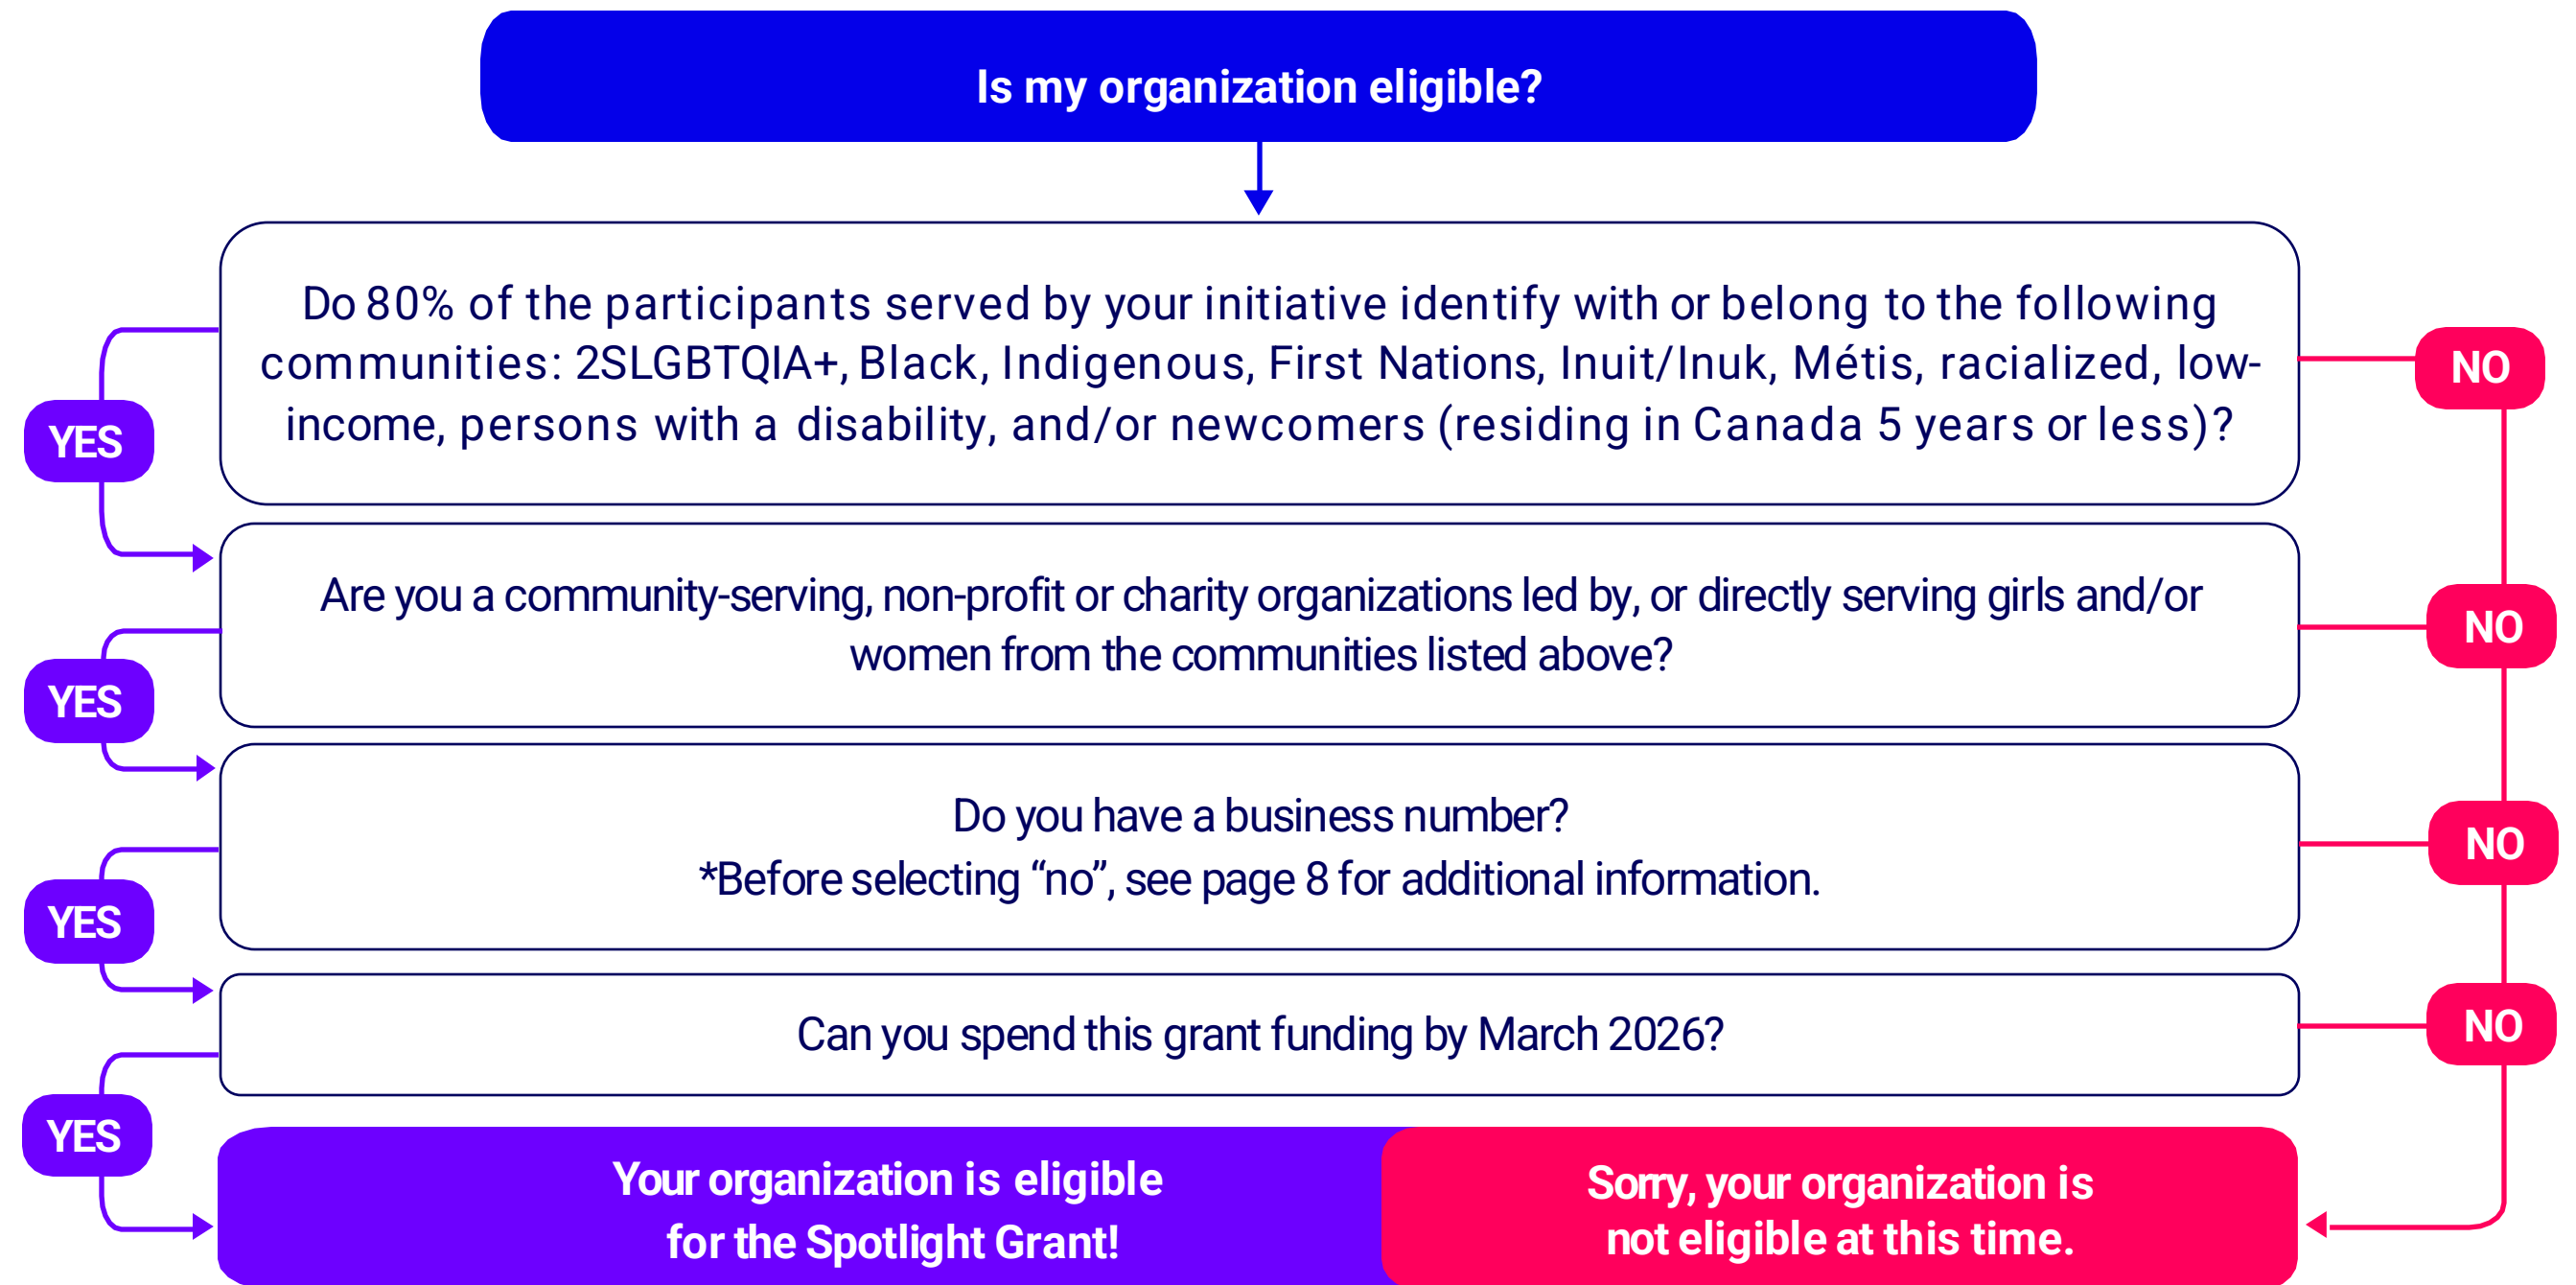 Is my organization eligible?
Do 80% of the participants served by your initiative identify with or belong to the following
communities: 2SLGBTQIA+, Black, Indigenous, First Nations, Inuit/Inuk, Métis, racialized, low-
income, persons with a disability, and/or newcomers (residing in Canada 5 years or less)?
YES
NO
Are you a community-serving, non-profit or charity organizations led by, or directly serving girls and/or
women from the communities listed above?
YES
NO
Do you have a business number?
*Before selecting “no”, see page 8 for additional information.
YES
NO
Can you spend this grant funding by March 2026?
YES
NO
Your organization is eligible
for the Spotlight Grant!
Sorry, your organization is
not eligible at this time.